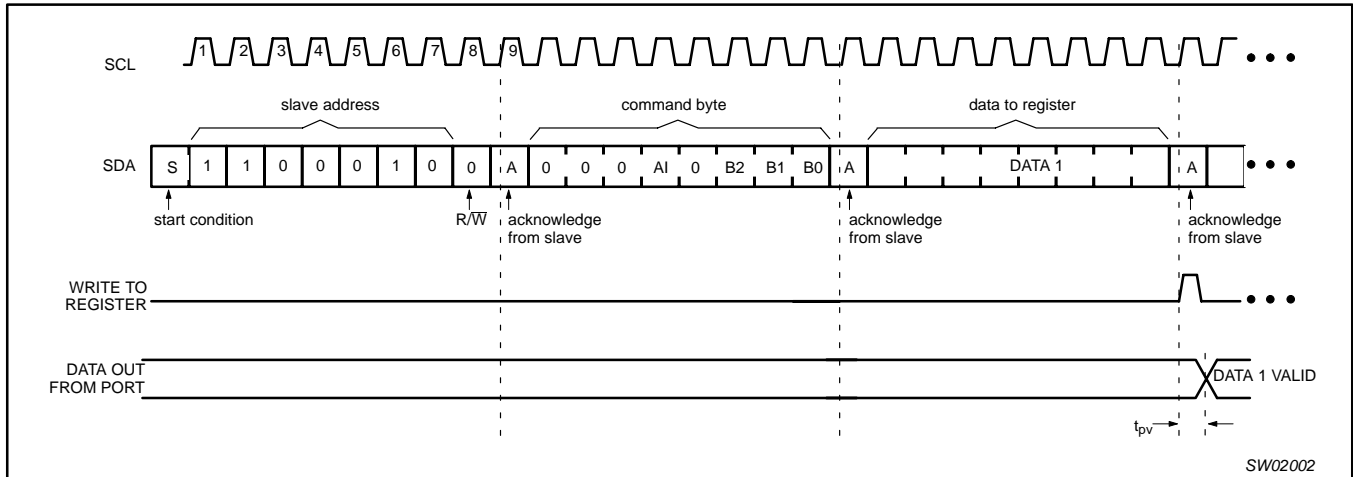 SCL 1 2 3 4 5 6 7 8 9
slave address command byte data to register
SDA S 1 1 0 0 0 1 0 0 A 0 0 0 AI 0 B2 B1 B0 A DATA 1 A
start condition R/W̅ acknowledge from slave acknowledge from slave acknowledge from slave
WRITE TO
REGISTER
DATA OUT
FROM PORT
DATA 1 VALID
tpv
SW02002